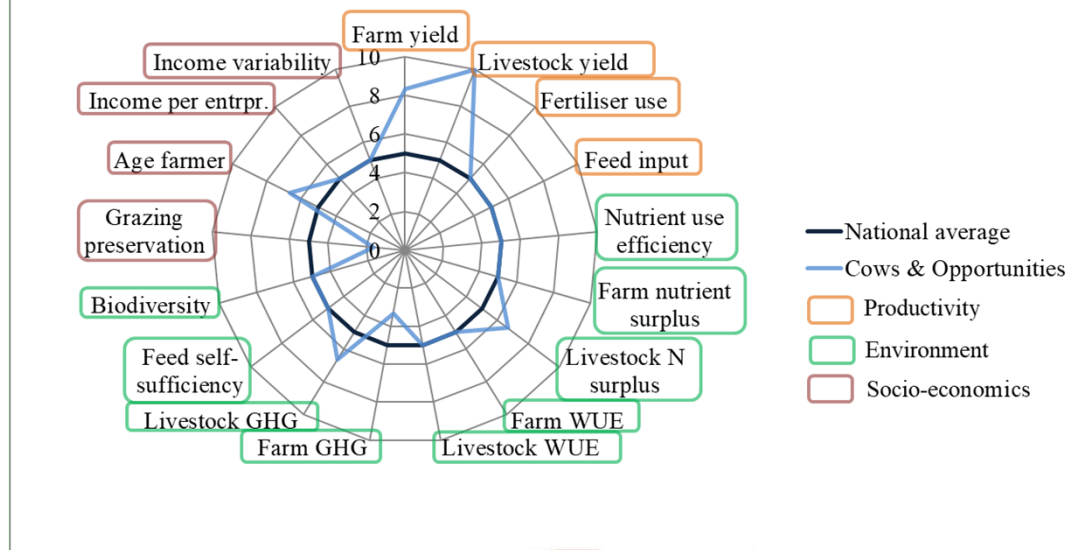 Farm yield
Livestock yield
Fertiliser use
Feed input
Nutrient use
efficiency
Farm nutrient
surplus
Livestock N
surplus
Farm WUE
Livestock WUE
Farm GHG
Livestock GHG
Feed self-
sufficiency
Biodiversity
Grazing
preservation
Age farmer
Income per entrpr.
Income variability
10
8
6
4
2
0
National average
Cows & Opportunities
Productivity
Environment
Socio-economics